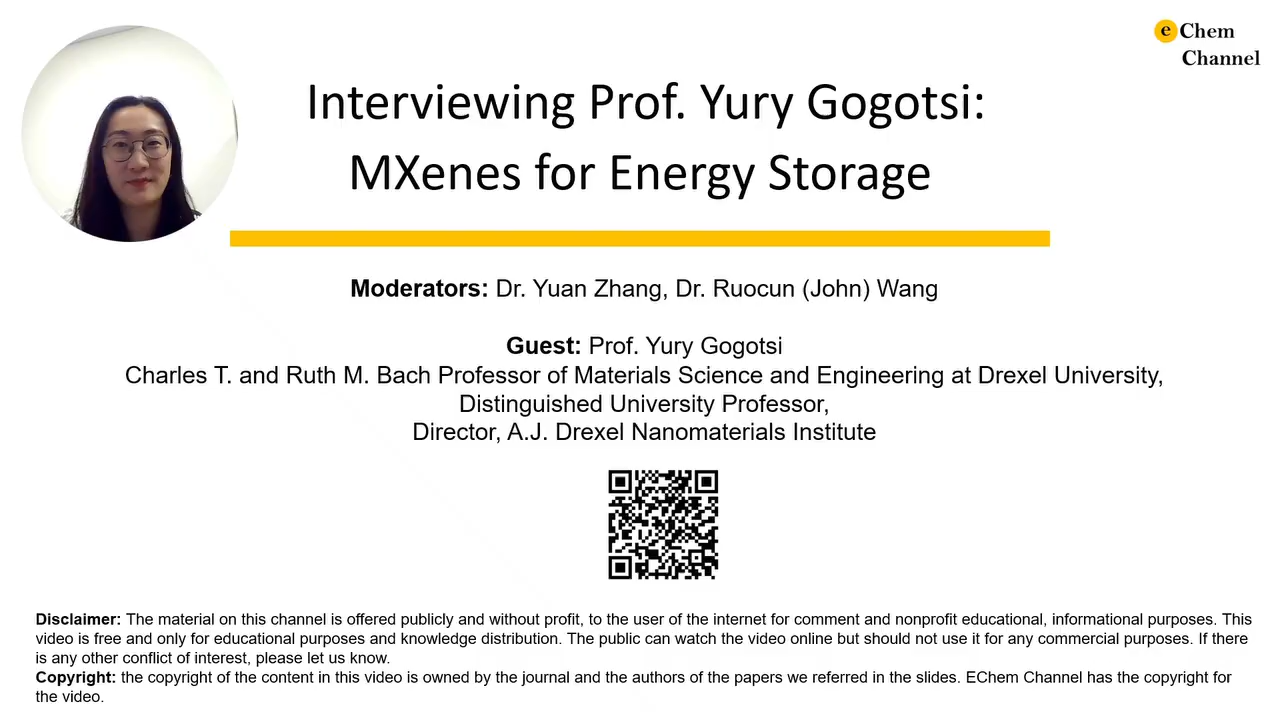 e Chem
Channel
Interviewing Prof. Yury Gogotsi:
MXenes for Energy Storage
Moderators: Dr. Yuan Zhang, Dr. Ruocun (John) Wang
Guest: Prof. Yury Gogotsi
Charles T. and Ruth M. Bach Professor of Materials Science and Engineering at Drexel University,
Distinguished University Professor,
Director, A.J. Drexel Nanomaterials Institute
Disclaimer: The material on this channel is offered publicly and without profit, to the user of the internet for comment and nonprofit educational, informational purposes. This
video is free and only for educational purposes and knowledge distribution. The public can watch the video online but should not use it for any commercial purposes. If there
is any other conflict of interest, please let us know.
Copyright: the copyright of the content in this video is owned by the journal and the authors of the papers we referred in the slides. EChem Channel has the copyright for
the video.